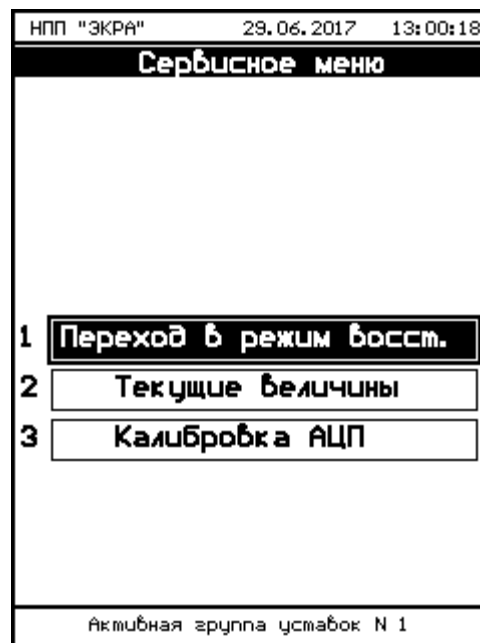 НПП "ЭКРА" 29.06.2017 13:00:18
Сервисное меню
1 Переход в режим восст.
2 Текущие величины
3 Калибровка АЦП
Активная группа уставок N 1